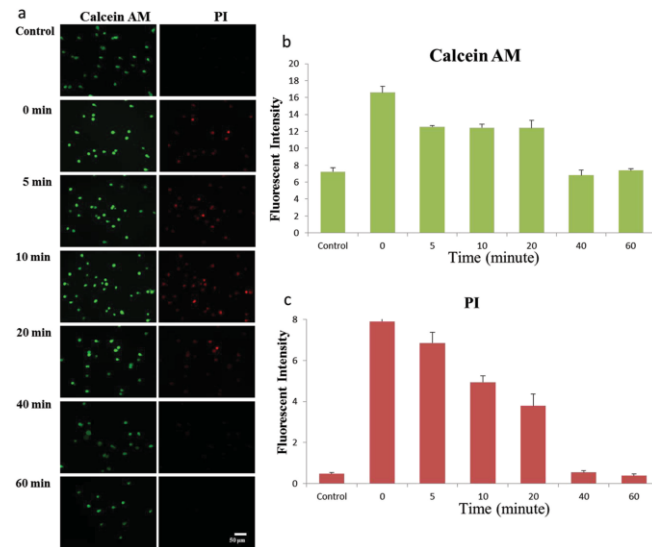 a
Calcein AM PI
Control
0 min
5 min
10 min
20 min
40 min
60 min
50 μm
b
Calcein AM
Fluorescent Intensity
20
18
16
14
12
10
8
6
4
2
0
Control 0 5 10 20 40 60
Time (minute)
c
PI
Fluorescent Intensity
8
6
4
2
0
Control 0 5 10 20 40 60
Time (minute)